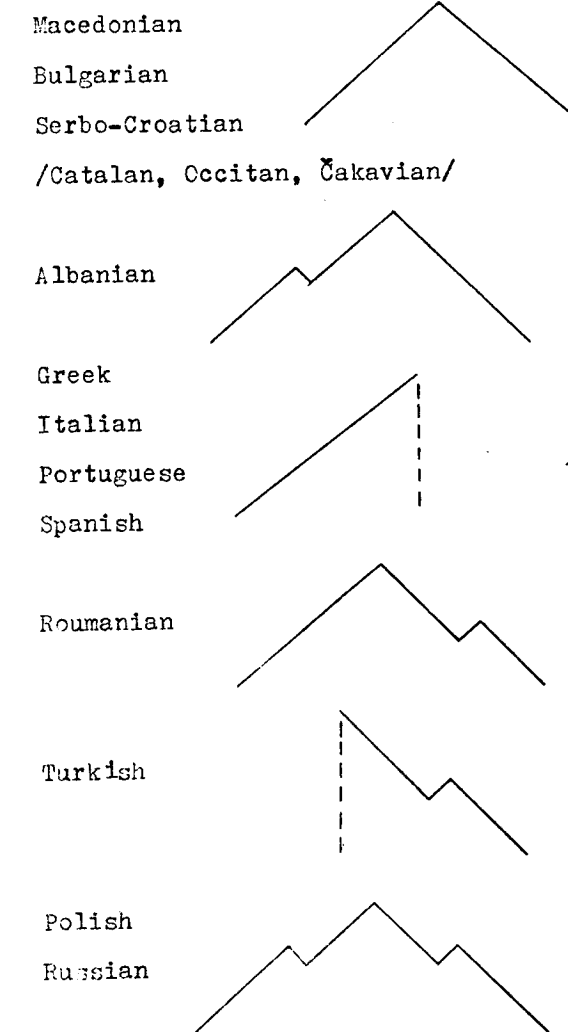 Macedonian
Bulgarian
Serbo-Croatian
/Catalan, Occitan, Čakavian/
Albanian
Greek
Italian
Portuguese
Spanish
Roumanian
Turkish
Polish
Russian